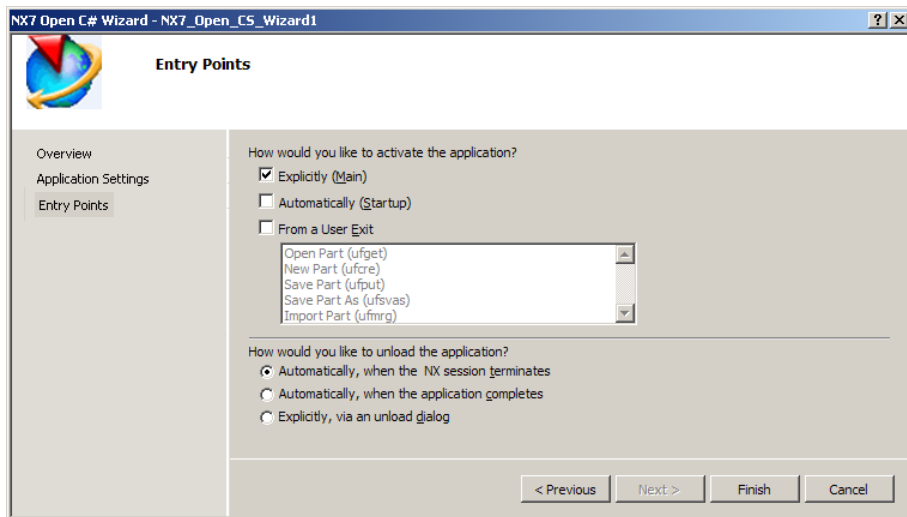 NX7 Open C# Wizard - NX7_Open_CS_Wizard1
Entry Points
Overview
Application Settings
Entry Points
How would you like to activate the application?
Explicitly (Main)
Automatically (Startup)
From a User Exit
Open Part (ufget)
New Part (ufcre)
Save Part (ufput)
Save Part As (ufsvas)
Import Part (ufmrg)
How would you like to unload the application?
Automatically, when the NX session terminates
Automatically, when the application completes
Explicitly, via an unload dialog
< Previous Next > Finish Cancel